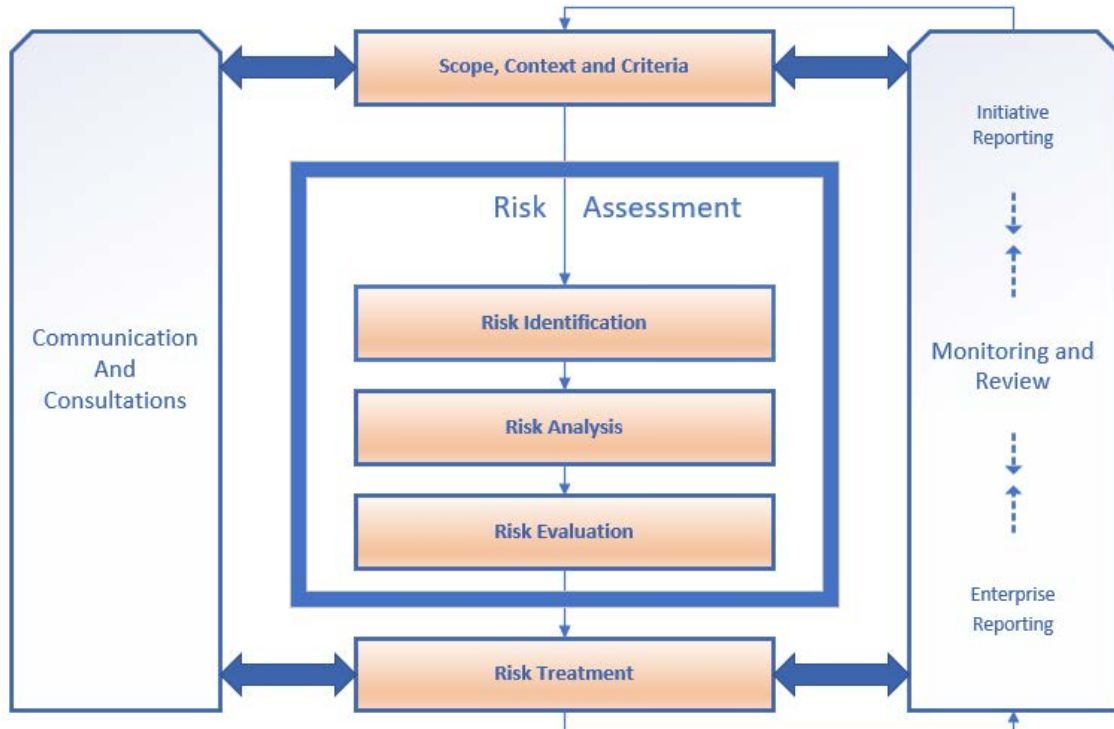 Scope, Context and Criteria
Initiative
Reporting
Risk Assessment
Risk Identification
Communication
And
Consultations
Monitoring and
Review
Risk Analysis
Risk Evaluation
Enterprise
Reporting
Risk Treatment